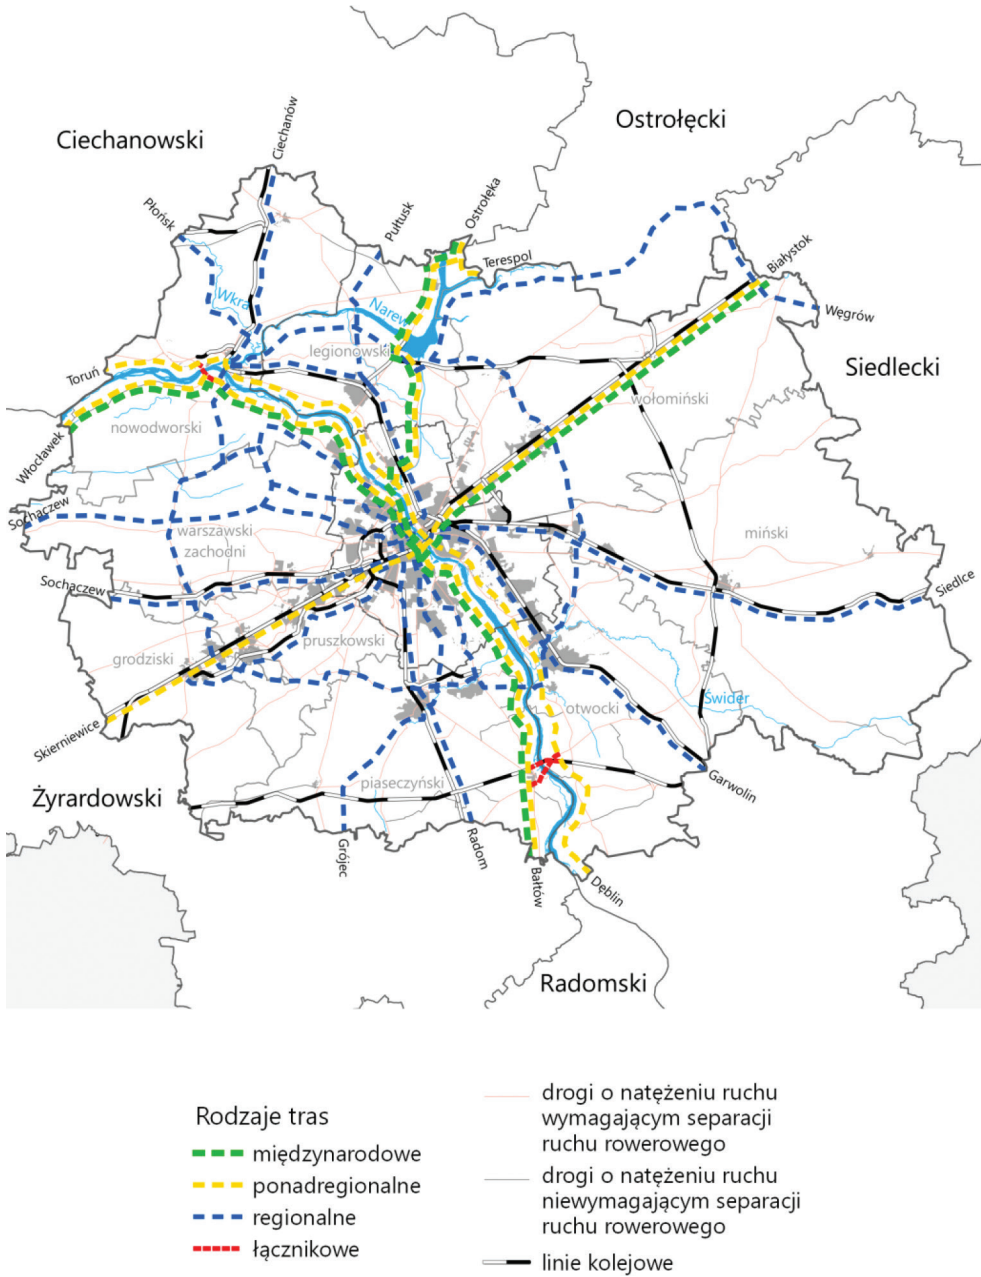 Ciechanowski
Ostrołęcki
Ciechanów
Płońsk
Pułtusk
Ostrołęka
Terespol
Białystok
Węgrów
Wkra
Narew
legionowski
Siedlecki
Toruń
nowodworski
wołomiński
Włocławek
Sochaczew
warszawski
zachodni
miński
Sochaczew
Siedlce
pruszkowski
grodziski
otwocki
Świder
Skierniewice
Garwolin
Żyrardowski
piaseczyński
Grójec
Radom
Bałtów
Dęblin
Radomski
Rodzaje tras
międzynarodowe
ponadregionalne
regionalne
łącznikowe
drogi o natężeniu ruchu
wymagającym separacji
ruchu rowerowego
drogi o natężeniu ruchu
niewymagającym separacji
ruchu rowerowego
linie kolejowe